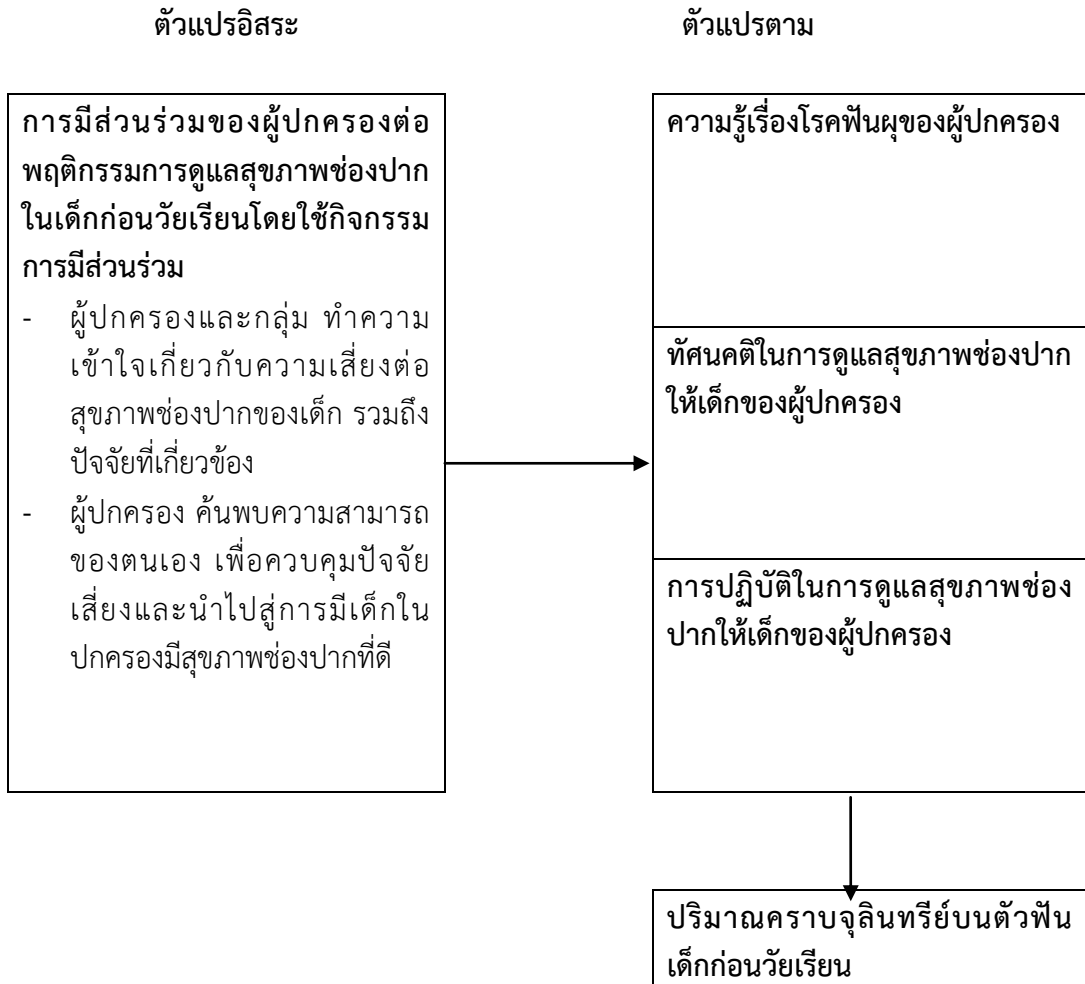 ตัวแปรอิสระ
ตัวแปรตาม
การมีส่วนร่วมของผู้ปกครองต่อ
พฤติกรรมการดูแลสุขภาพช่องปาก
ในเด็กก่อนวัยเรียนโดยใช้กิจกรรม
การมีส่วนร่วม
- ผู้ปกครองและกลุ่ม ทำความ
เข้าใจเกี่ยวกับความเสี่ยงต่อ
สุขภาพช่องปากของเด็ก รวมถึง
ปัจจัยที่เกี่ยวข้อง
- ผู้ปกครอง ค้นพบความสามารถ
ของตนเอง เพื่อควบคุมปัจจัย
เสี่ยงและนำไปสู่การมีเด็กใน
ปกครองมีสุขภาพช่องปากที่ดี
ความรู้เรื่องโรคฟันผุของผู้ปกครอง
ทัศนคติในการดูแลสุขภาพช่องปาก
ให้เด็กของผู้ปกครอง
การปฏิบัติในการดูแลสุขภาพช่อง
ปากให้เด็กของผู้ปกครอง
ปริมาณคราบจุลินทรีย์บนตัวฟัน
เด็กก่อนวัยเรียน